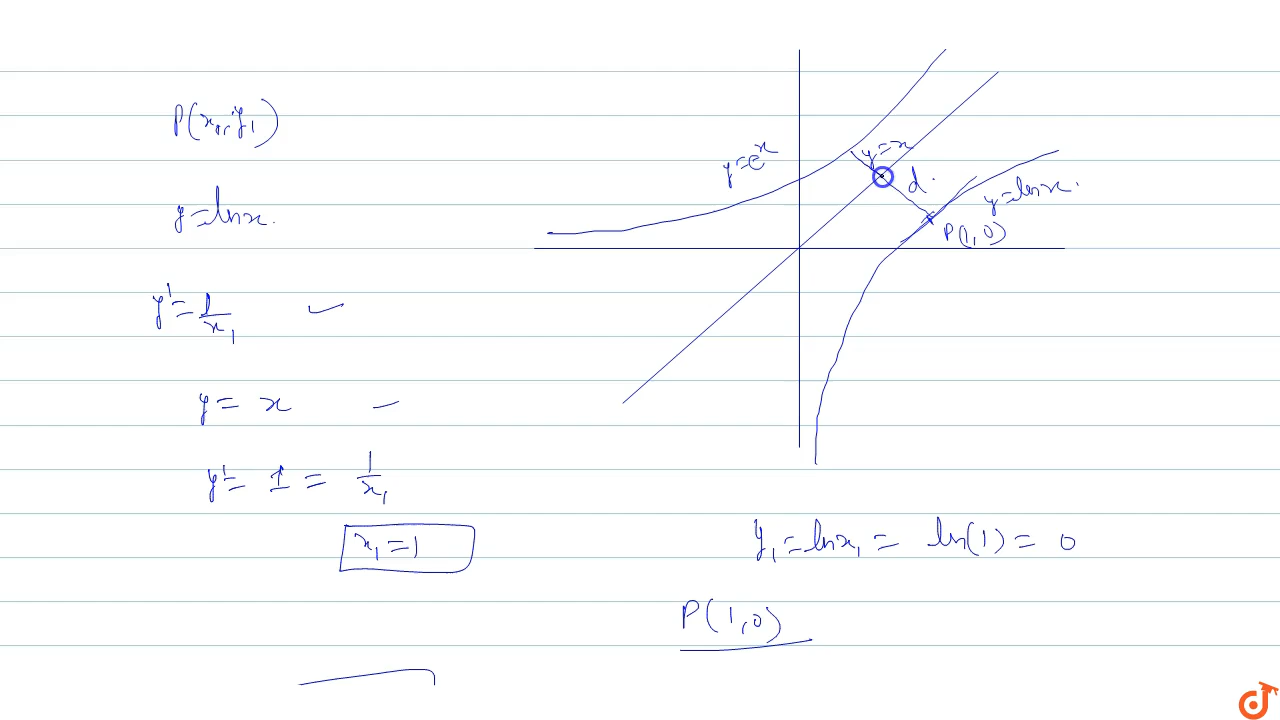 P(x₁, y₁)
y = ln x.
y' = 1/x₁
y = x
y' = 1 = 1/x₁
x₁ = 1
y = eˣ
y = x
d.
y = ln x.
P(1, 0)
y₁ = ln x₁ = ln(1) = 0
P(1, 0)